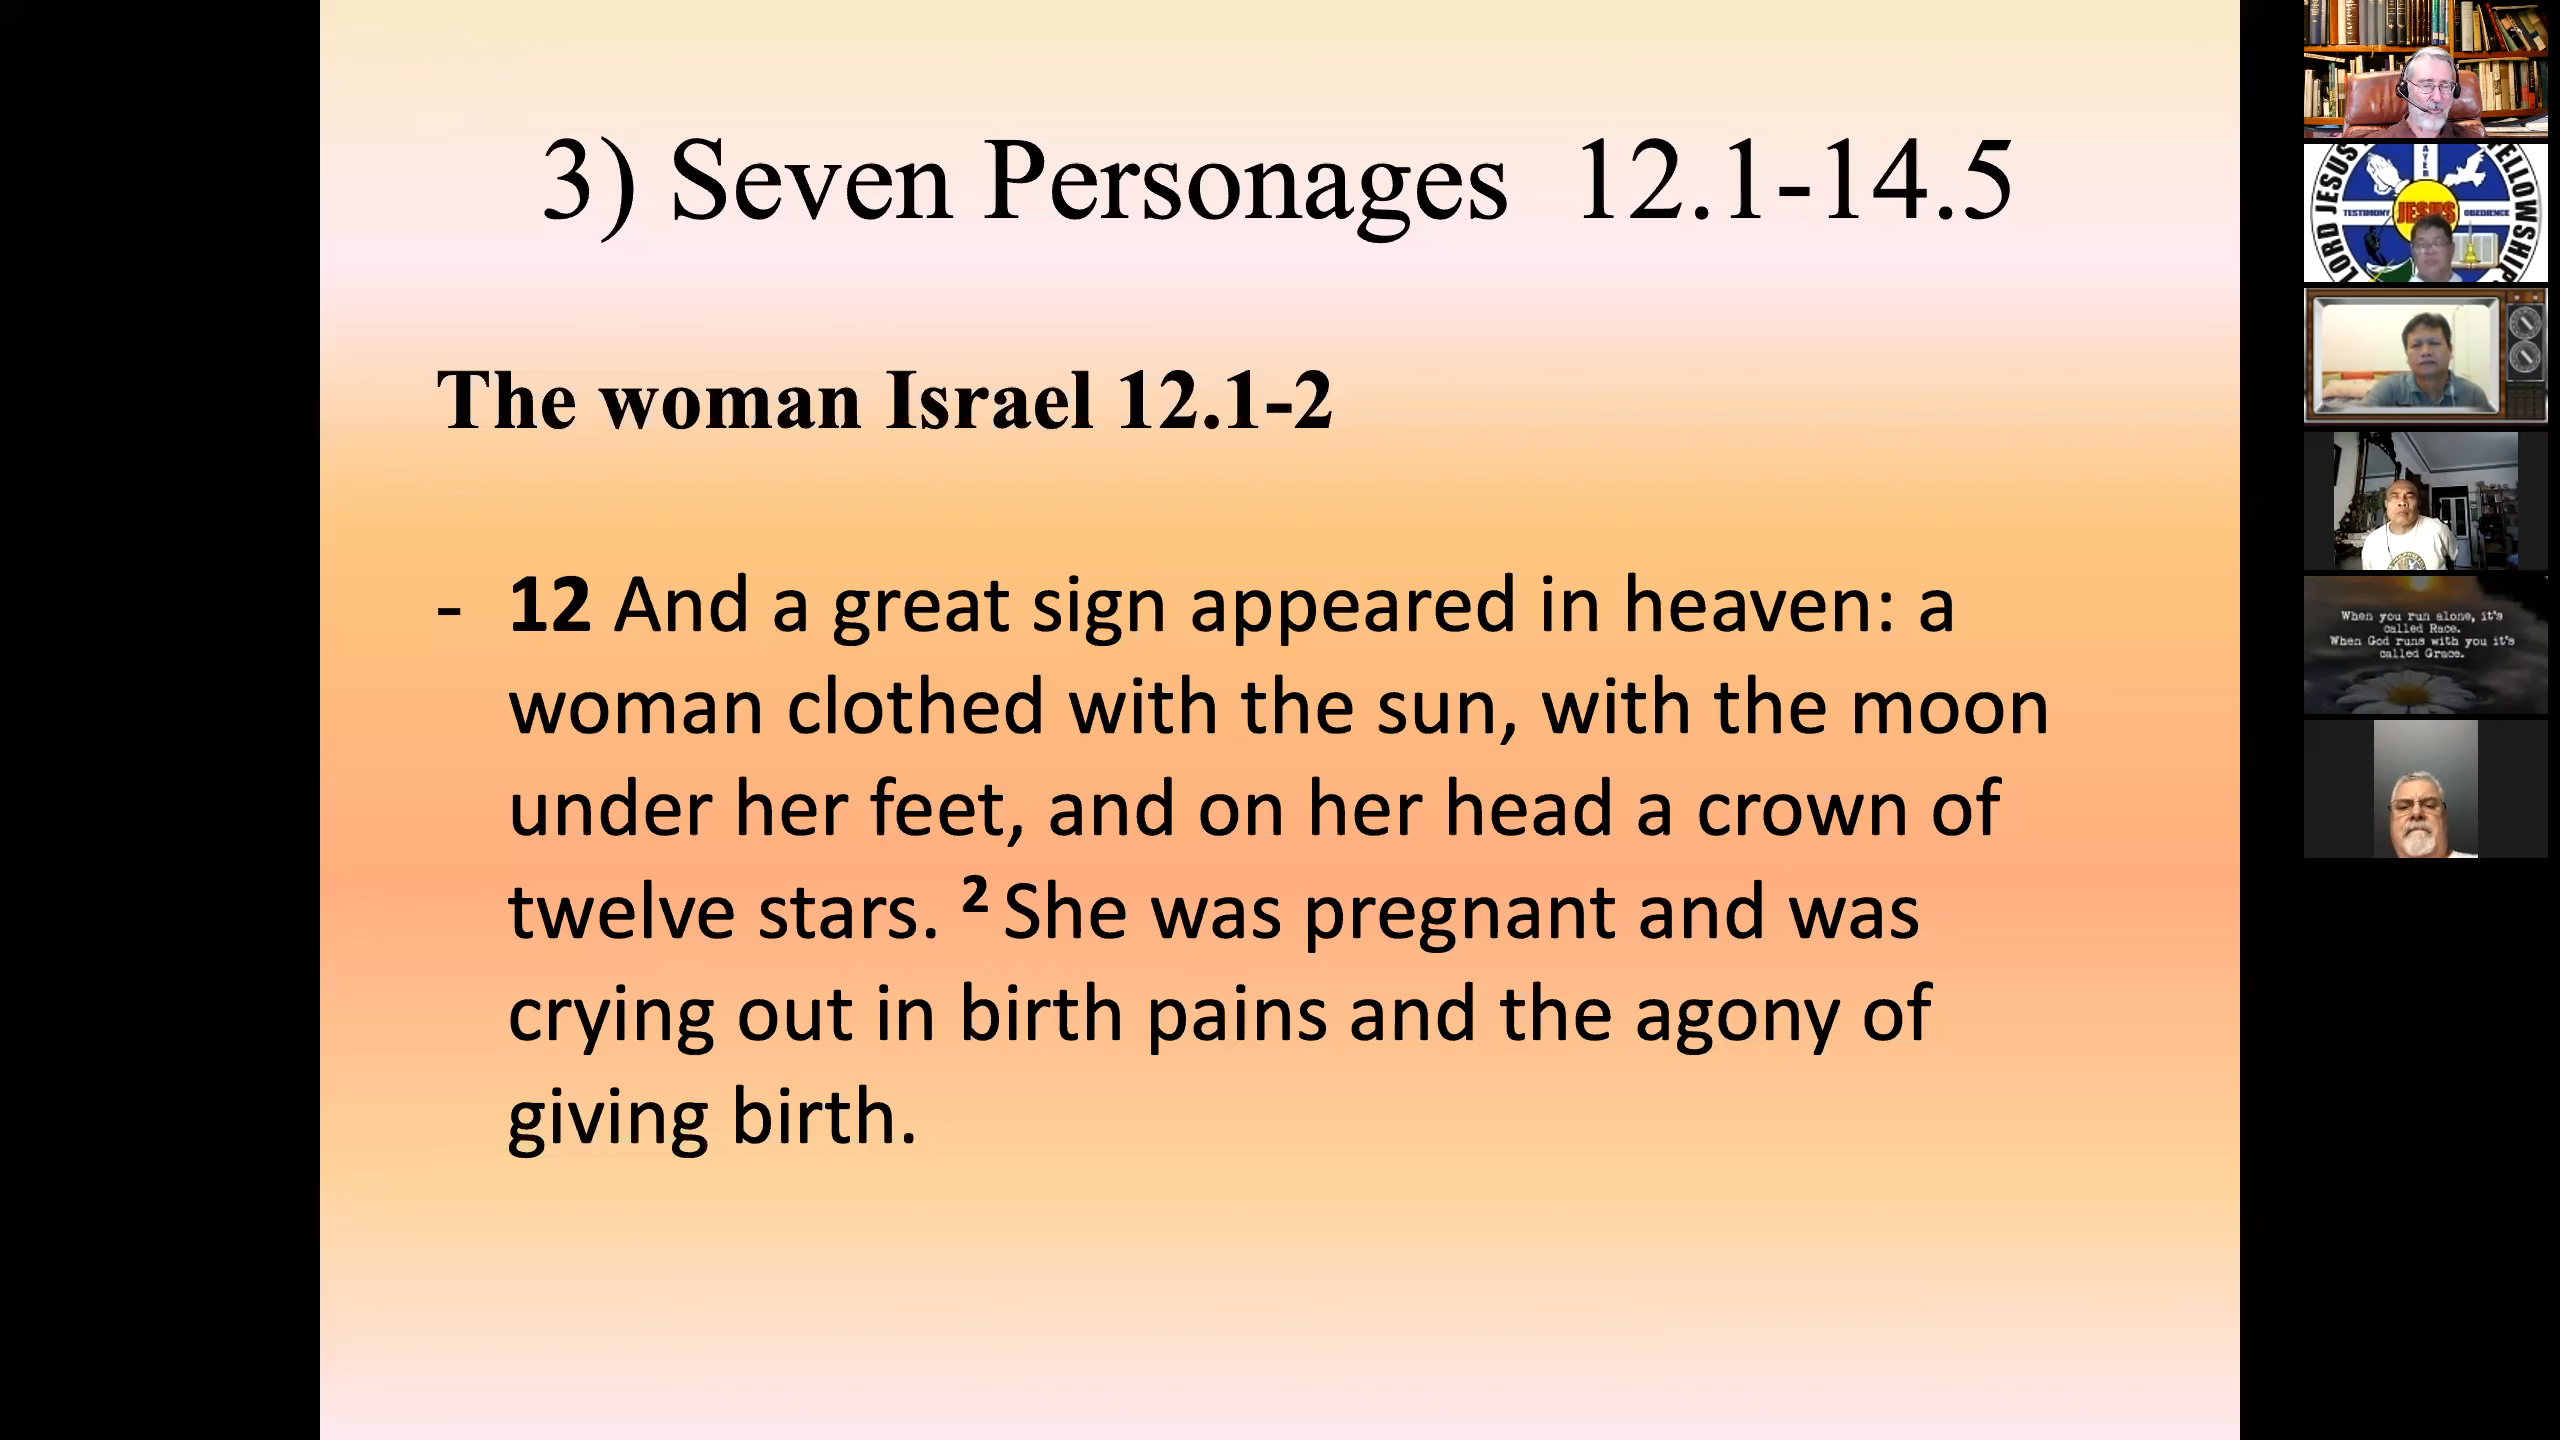 3) Seven Personages 12.1-14.5
The woman Israel 12.1-2
- 12 And a great sign appeared in heaven: a
woman clothed with the sun, with the moon
under her feet, and on her head a crown of
twelve stars. 2 She was pregnant and was
crying out in birth pains and the agony of
giving birth.
LORD JESUS
AYER
FELLOWSHIP
TESTIMONY
JESUS
OBEDIENCE
When you run alone, it's
called Race.
When God runs with you it's
called Grace.